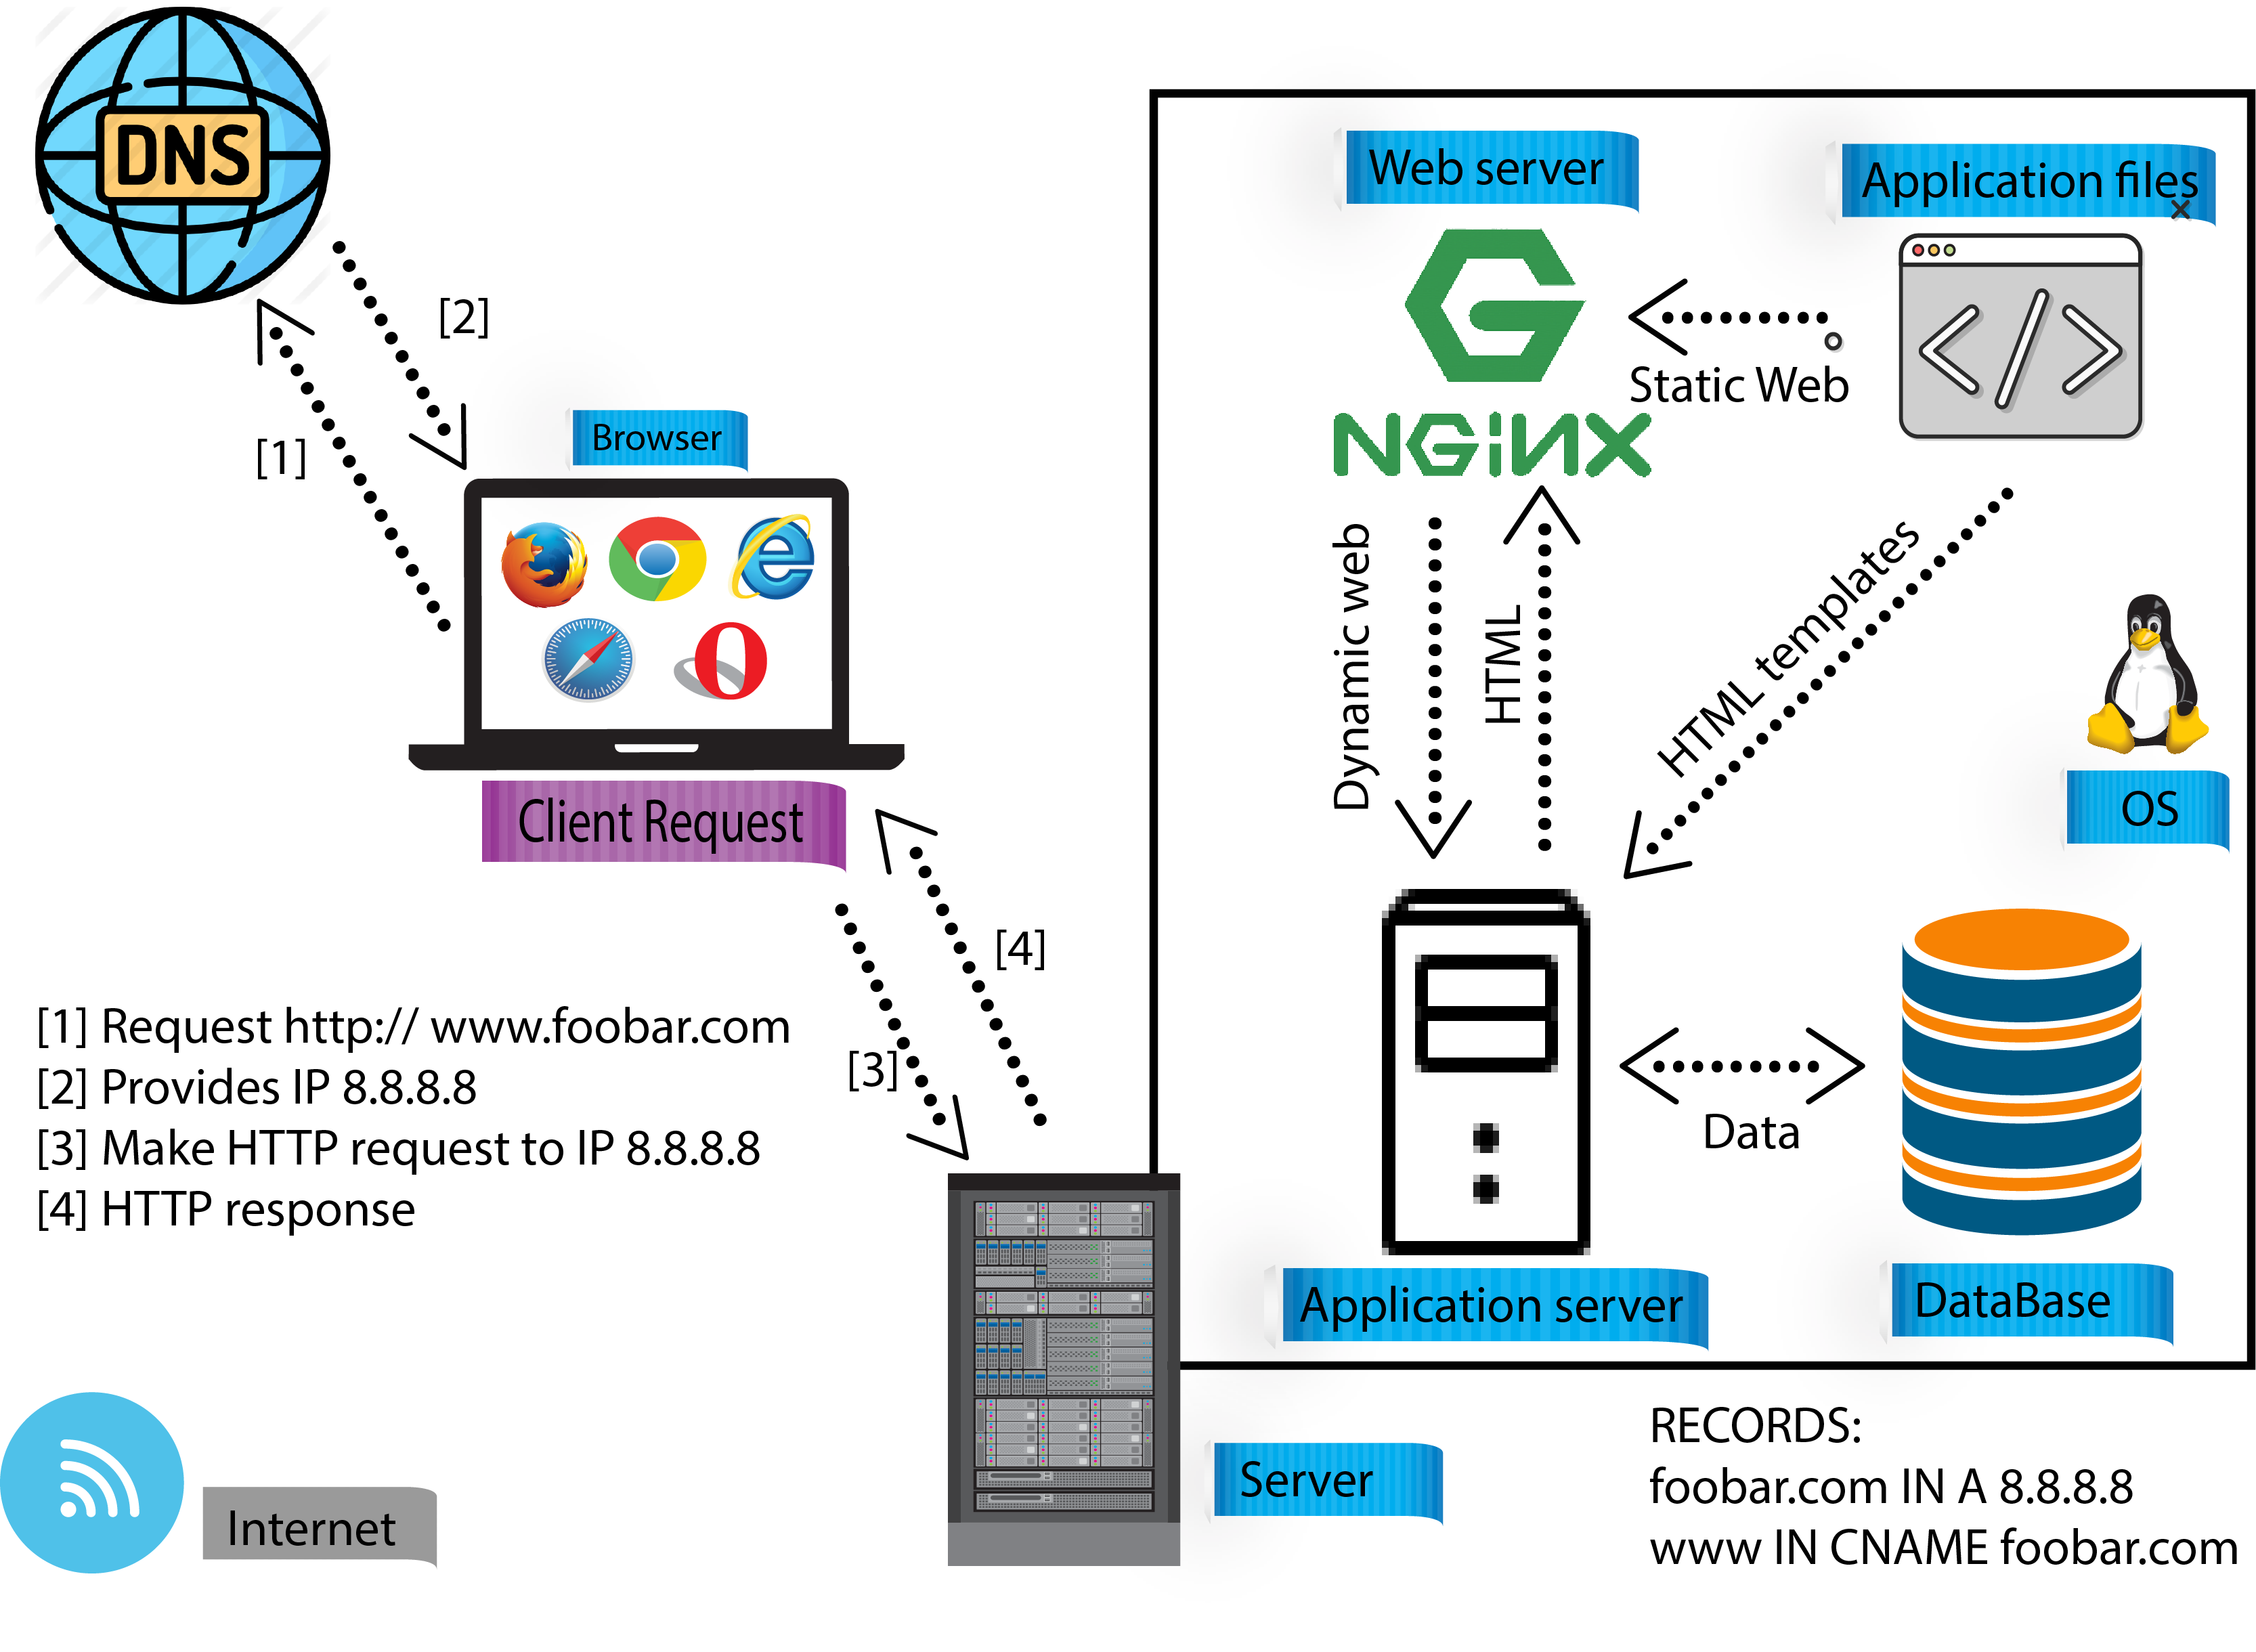 DNS
[2]
[1]
Browser
Client Request
[4]
[3]
[1] Request http:// www.foobar.com
[2] Provides IP 8.8.8.8
[3] Make HTTP request to IP 8.8.8.8
[4] HTTP response
Internet
Web server
Application files
NGiNX
Static Web
Dynamic web
HTML
HTML templates
OS
Data
Application server
DataBase
Server
RECORDS:
foobar.com IN A 8.8.8.8
www IN CNAME foobar.com